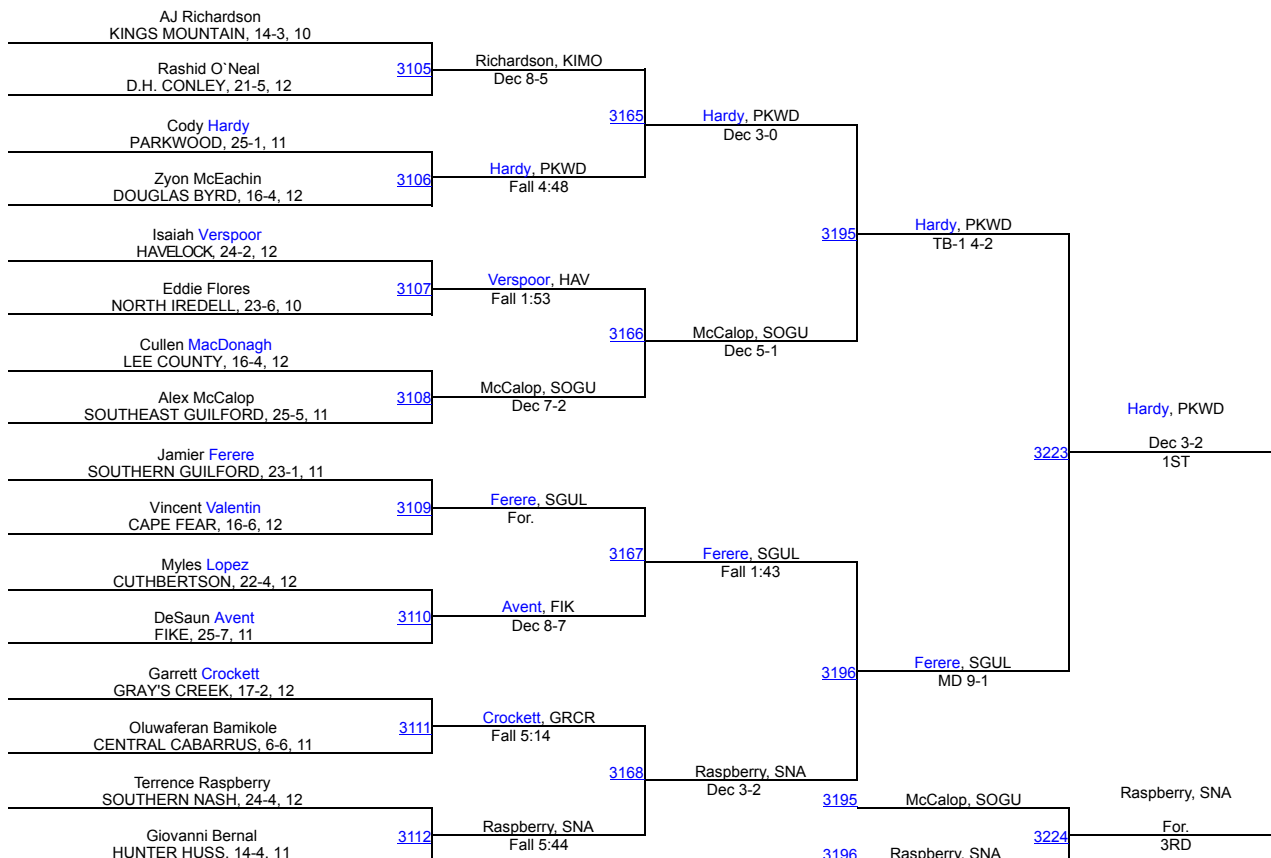 AJ Richardson
KINGS MOUNTAIN, 14-3, 10
Rashid O`Neal
D.H. CONLEY, 21-5, 12
3105
Richardson, KIMO
Dec 8-5
Cody Hardy
PARKWOOD, 25-1, 11
Zyon McEachin
DOUGLAS BYRD, 16-4, 12
3106
Hardy, PKWD
Fall 4:48
3165
Hardy, PKWD
Dec 3-0
Isaiah Verspoor
HAVELOCK, 24-2, 12
Eddie Flores
NORTH IREDELL, 23-6, 10
3107
Verspoor, HAV
Fall 1:53
Cullen MacDonagh
LEE COUNTY, 16-4, 12
Alex McCalop
SOUTHEAST GUILFORD, 25-5, 11
3108
McCalop, SOGU
Dec 7-2
3166
McCalop, SOGU
Dec 5-1
3195
Hardy, PKWD
TB-1 4-2
Jamier Ferere
SOUTHERN GUILFORD, 23-1, 11
Vincent Valentin
CAPE FEAR, 16-6, 12
3109
Ferere, SGUL
For.
Myles Lopez
CUTHBERTSON, 22-4, 12
DeSaun Avent
FIKE, 25-7, 11
3110
Avent, FIK
Dec 8-7
3167
Ferere, SGUL
Fall 1:43
Garrett Crockett
GRAY'S CREEK, 17-2, 12
Oluwaferan Bamikole
CENTRAL CABARRUS, 6-6, 11
3111
Crockett, GRCR
Fall 5:14
Terrence Raspberry
SOUTHERN NASH, 24-4, 12
Giovanni Bernal
HUNTER HUSS, 14-4, 11
3112
Raspberry, SNA
Fall 5:44
3168
Raspberry, SNA
Dec 3-2
3196
Ferere, SGUL
MD 9-1
3223
Hardy, PKWD
Dec 3-2
1ST
3195
McCalop, SOGU
3196
Raspberry, SNA
3224
Raspberry, SNA
For.
3RD